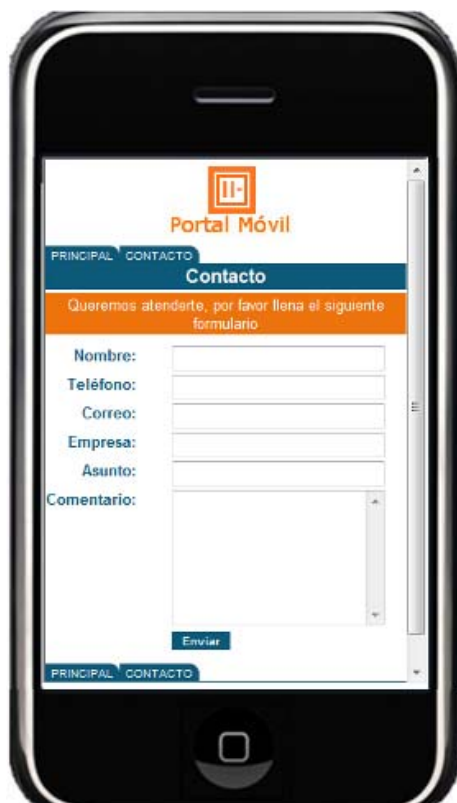 Portal Móvil
PRINCIPAL CONTACTO
Contacto
Queremos atenderte, por favor llena el siguiente
formulario
Nombre:
Teléfono:
Correo:
Empresa:
Asunto:
Comentario:
Enviar
PRINCIPAL CONTACTO